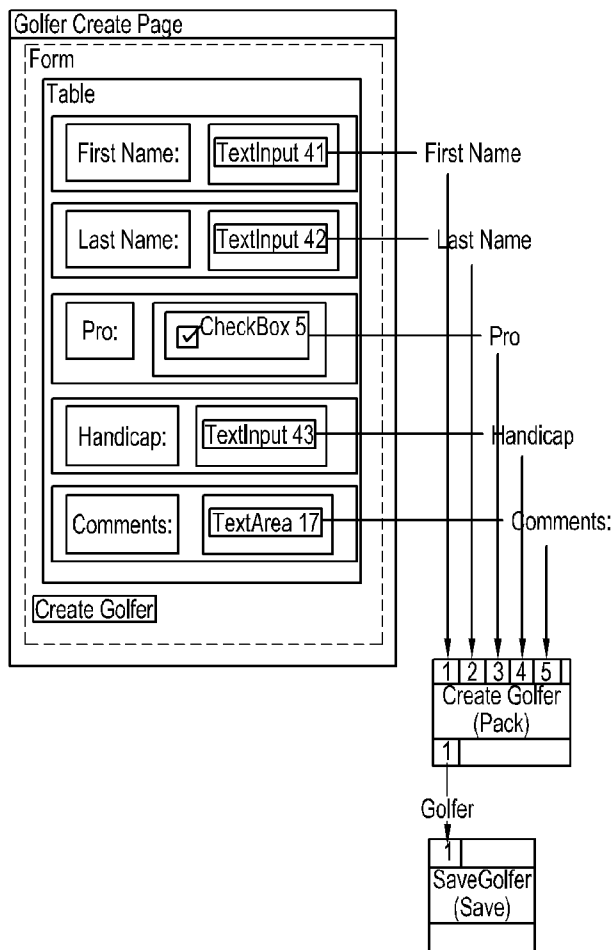 Golfer Create Page
Form
Table
First Name: TextInput 41 First Name
Last Name: TextInput 42 Last Name
Pro: CheckBox 5 Pro
Handicap: TextInput 43 Handicap
Comments: TextArea 17 Comments:
Create Golfer
1 2 3 4 5
Create Golfer
(Pack)
1
Golfer
1
SaveGolfer
(Save)